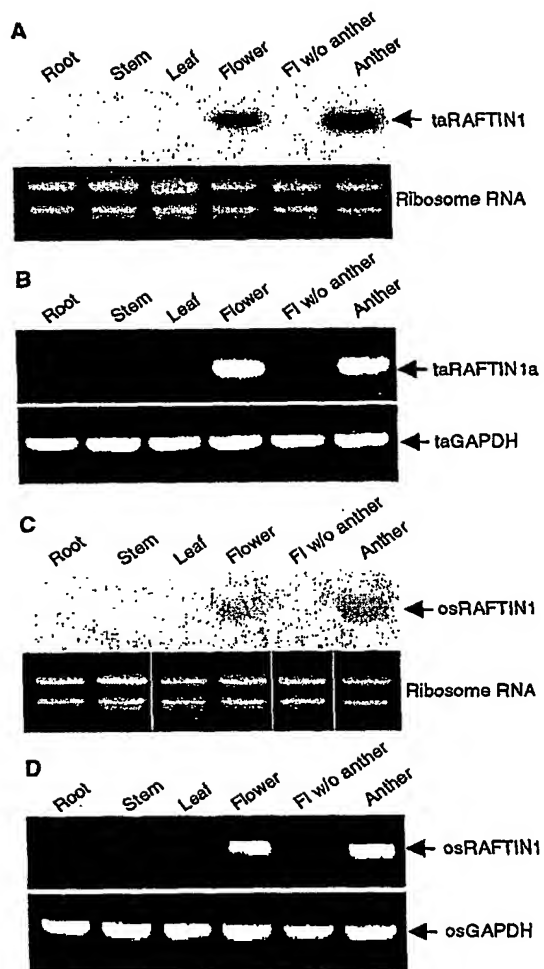 A
Root Stem Leaf Flower Fl w/o anther Anther
taRAFTIN1
Ribosome RNA
B
Root Stem Leaf Flower Fl w/o anther Anther
taRAFTIN1a
taGAPDH
C
Root Stem Leaf Flower Fl w/o anther Anther
osRAFTIN1
Ribosome RNA
D
Root Stem Leaf Flower Fl w/o anther Anther
osRAFTIN1
osGAPDH